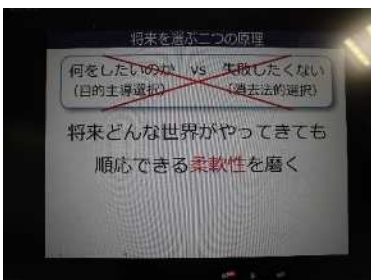 将来を選ぶ二つの原理
何をしたいのか vs 失敗したくない
(目的主導選択) (消去法的選択)
将来どんな世界がやってきても
順応できる柔軟性を磨く